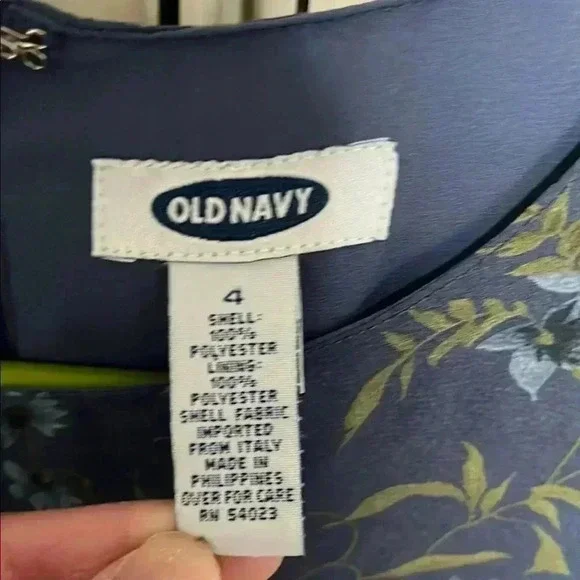 OLD NAVY
4
SHELL:
100%
POLYESTER
LINING:
100%
POLYESTER
SHELL FABRIC
IMPORTED
FROM ITALY
MADE IN
PHILIPPINES
OVER FOR CARE
RN 54023